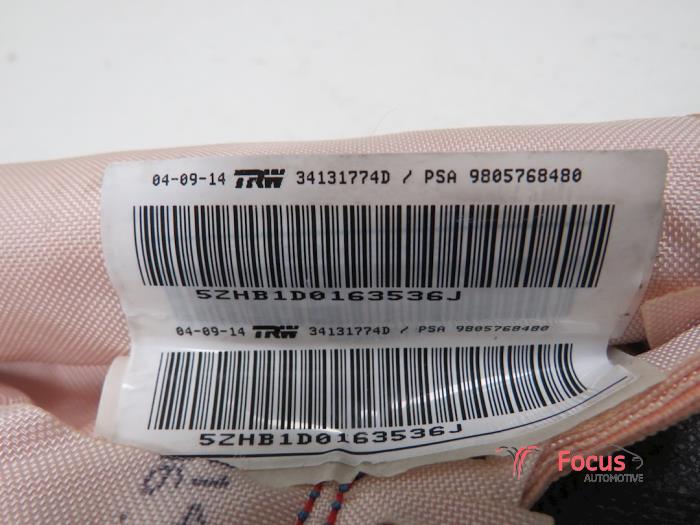 04-09-14 TRW 34131774D / PSA 9805768480
5ZHB1D0163536J
04-09-14 TRW 34131774D / PSA 9805768480
5ZHB1D0163536J
Focus
AUTOMOTIVE